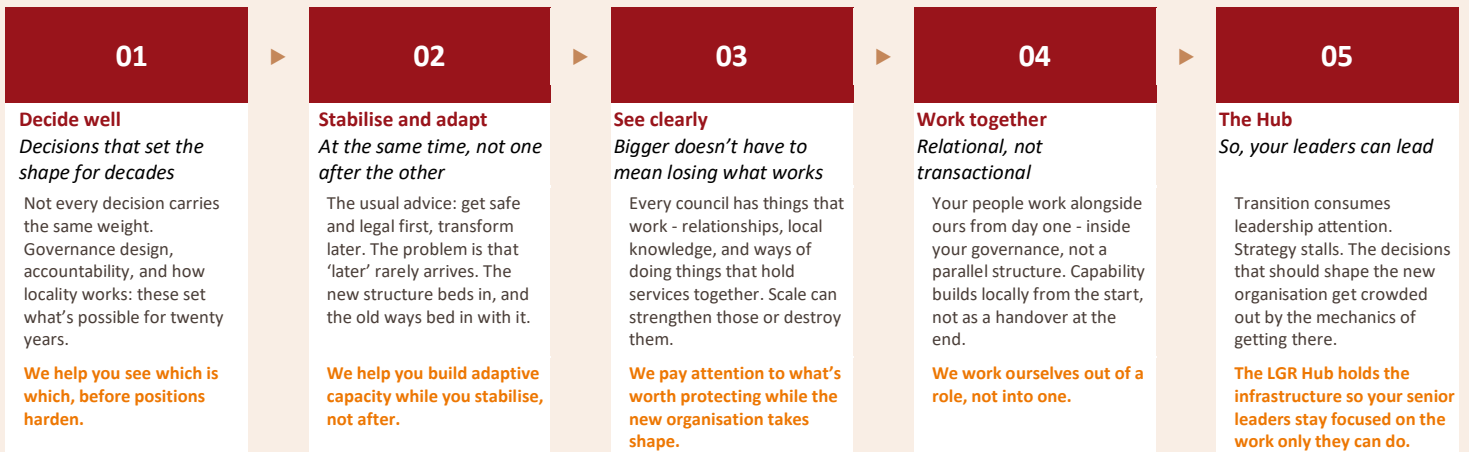 01
02
03
04
05
Decide well
Decisions that set the
shape for decades
Not every decision carries
the same weight.
Governance design,
accountability, and how
locality works: these set
what's possible for twenty
years.
We help you see which is
which, before positions
harden.
Stabilise and adapt
At the same time, not one
after the other
The usual advice: get safe
and legal first, transform
later. The problem is that
‘later’ rarely arrives. The
new structure beds in, and
the old ways bed in with it.
We help you build adaptive
capacity while you stabilise,
not after.
See clearly
Bigger doesn’t have to
mean losing what works
Every council has things that
work - relationships, local
knowledge, and ways of
doing things that hold
services together. Scale can
strengthen those or destroy
them.
We pay attention to what’s
worth protecting while the
new organisation takes
shape.
Work together
Relational, not
transactional
Your people work alongside
ours from day one - inside
your governance, not a
parallel structure. Capability
builds locally from the start,
not as a handover at the
end.
We work ourselves out of a
role, not into one.
The Hub
So, your leaders can lead
Transition consumes
leadership attention.
Strategy stalls. The decisions
that should shape the new
organisation get crowded
out by the mechanics of
getting there.
The LGR Hub holds the
infrastructure so your senior
leaders stay focused on the
work only they can do.